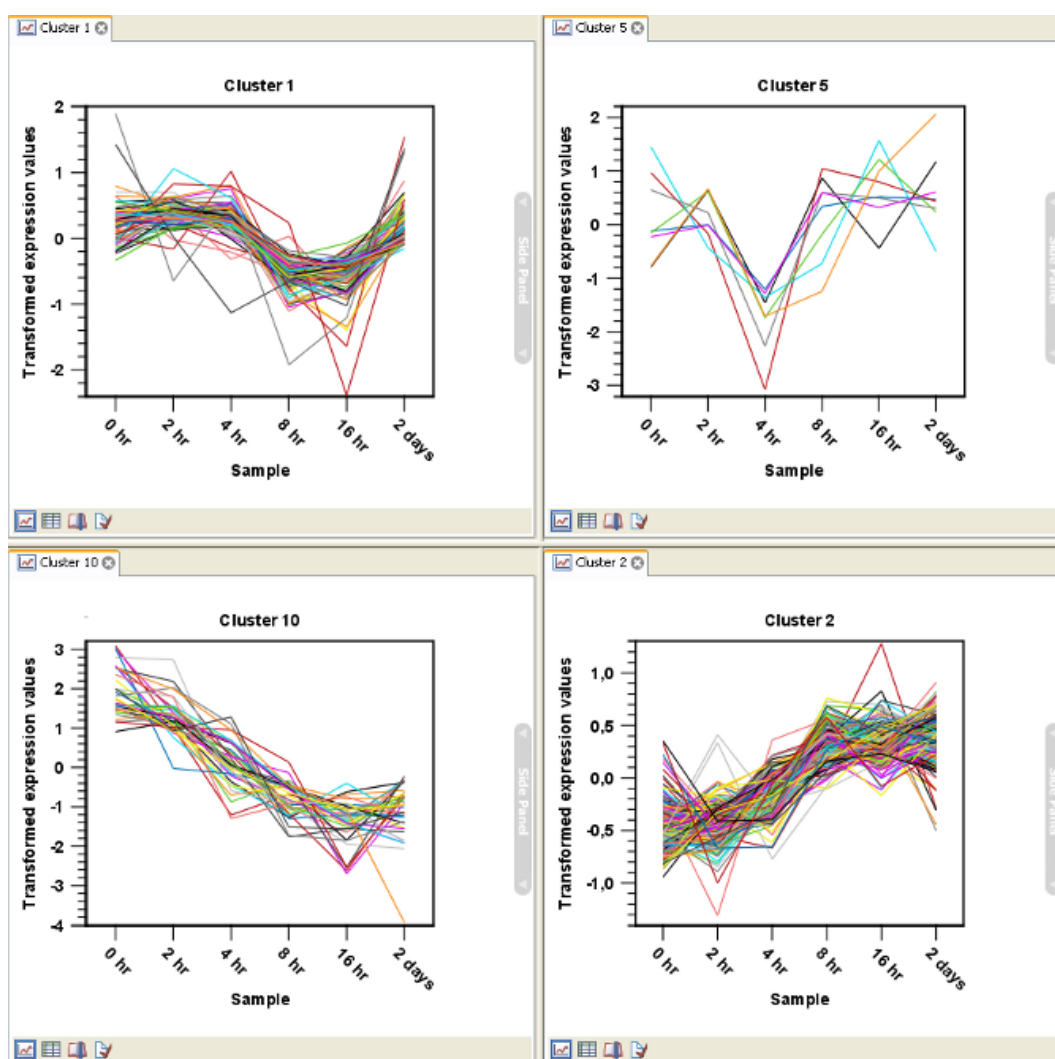 Cluster 1
Cluster 1
Transformed expression values
2
1
0
-1
-2
0 hr
2 hr
4 hr
8 hr
16 hr
2 days
Sample
Side Panel
Cluster 5
Cluster 5
Transformed expression values
2
1
0
-1
-2
-3
0 hr
2 hr
4 hr
8 hr
16 hr
2 days
Sample
Cluster 10
Cluster 10
Transformed expression values
3
2
1
0
-1
-2
-3
-4
0 hr
2 hr
4 hr
8 hr
16 hr
2 days
Sample
Side Panel
Cluster 2
Cluster 2
Transformed expression values
1,0
0,5
0,0
-0,5
-1,0
0 hr
2 hr
4 hr
8 hr
16 hr
2 days
Sample